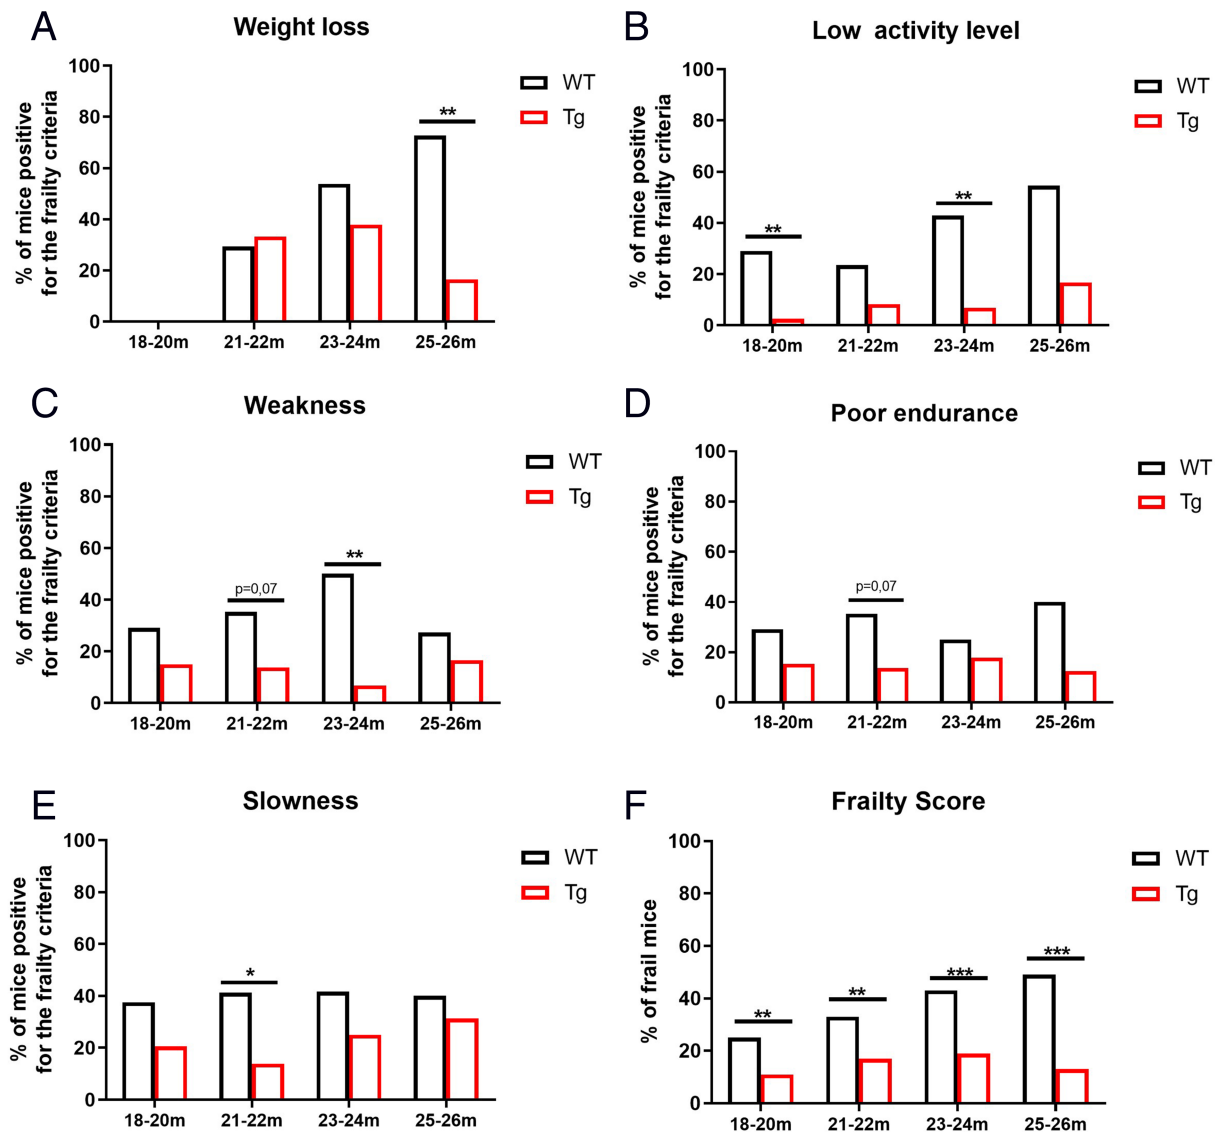 A
Weight loss
% of mice positive
for the frailty criteria
100
80
60
40
20
0
**
WT
Tg
18-20m 21-22m 23-24m 25-26m
B
Low activity level
% of mice positive
for the frailty criteria
100
80
60
40
20
0
** **
WT
Tg
18-20m 21-22m 23-24m 25-26m
C
Weakness
% of mice positive
for the frailty criteria
100
80
60
40
20
0
p=0,07 **
WT
Tg
18-20m 21-22m 23-24m 25-26m
D
Poor endurance
% of mice positive
for the frailty criteria
100
80
60
40
20
0
p=0,07
WT
Tg
18-20m 21-22m 23-24m 25-26m
E
Slowness
% of mice positive
for the frailty criteria
100
80
60
40
20
0
*
WT
Tg
18-20m 21-22m 23-24m 25-26m
F
Frailty Score
% of frail mice
100
80
60
40
20
0
** ** *** ***
WT
Tg
18-20m 21-22m 23-24m 25-26m